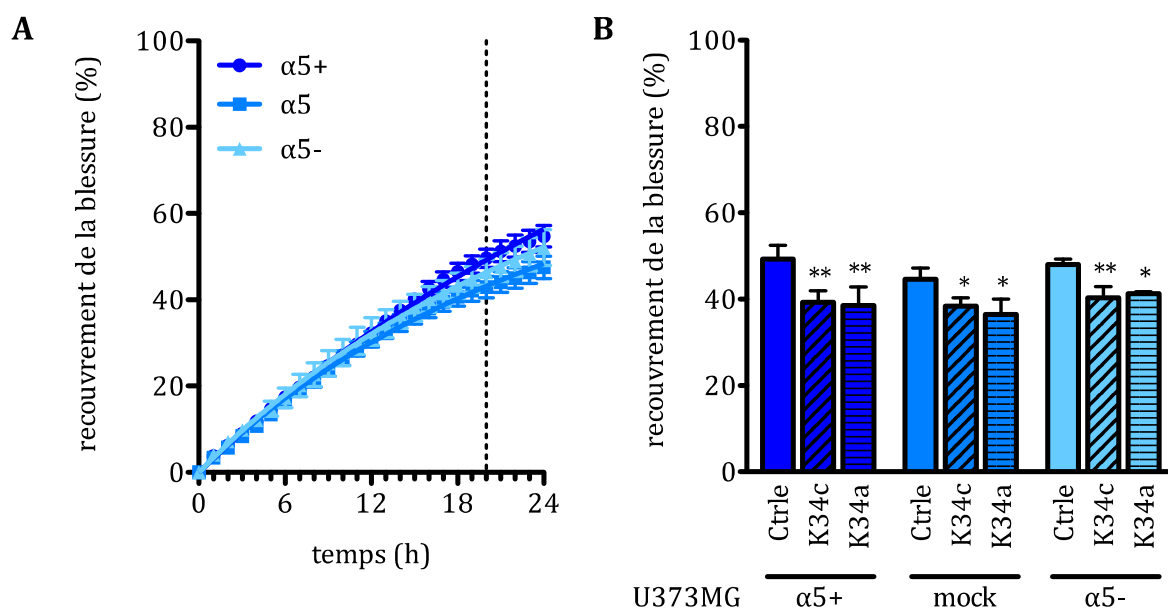 A
recouvrement de la blessure (%)
100
80
60
40
20
0
α5+
α5
α5-
0 6 12 18 24
temps (h)
B
recouvrement de la blessure (%)
100
80
60
40
20
0
** ** * * ** *
Ctrle K34c K34a Ctrle K34c K34a Ctrle K34c K34a
U373MG α5+ mock α5-